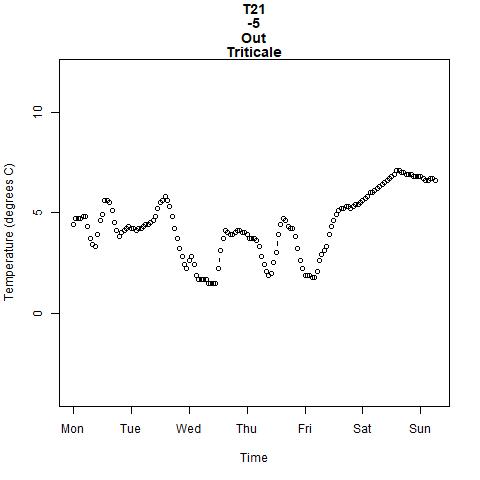 T21
-5
Out
Triticale
10
5
0
Temperature (degrees C)
Mon Tue Wed Thu Fri Sat Sun
Time